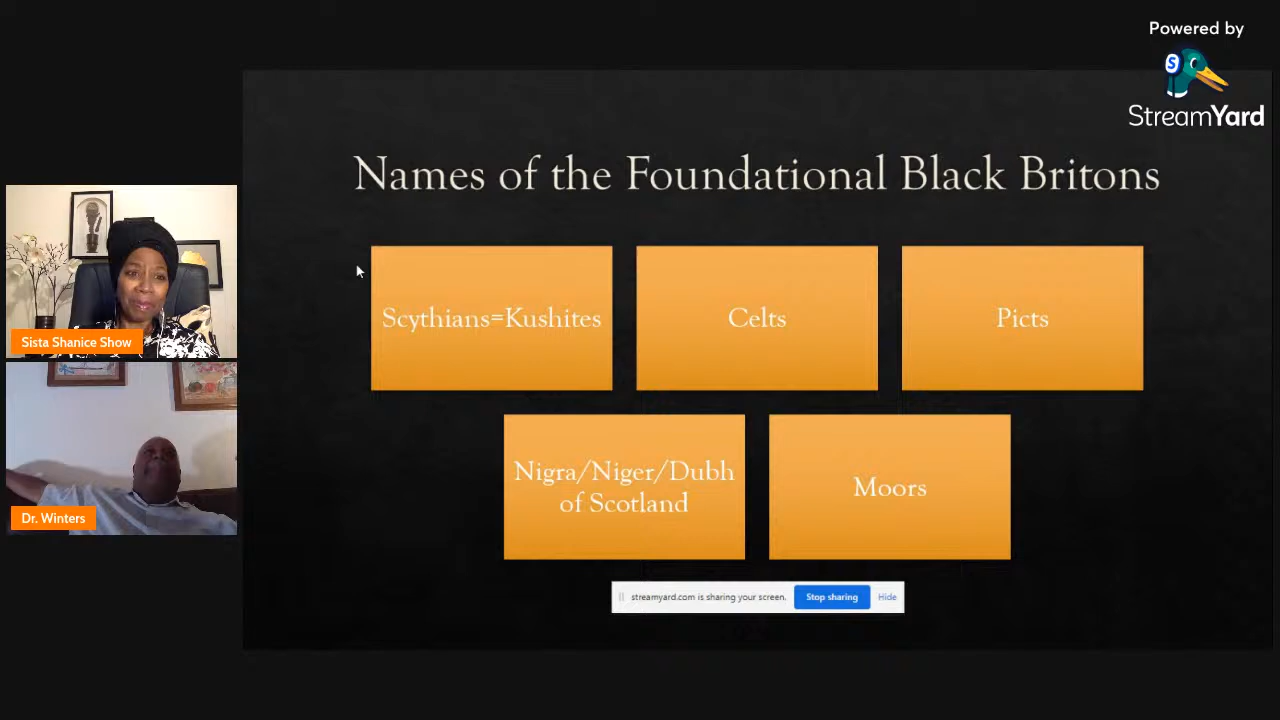 Powered by
StreamYard
Names of the Foundational Black Britons
Scythians=Kushites
Celts
Picts
Nigra/Niger/Dubh
of Scotland
Moors
Sista Shanice Show
Dr. Winters
streamyard.com is sharing your screen.
Stop sharing
Hide